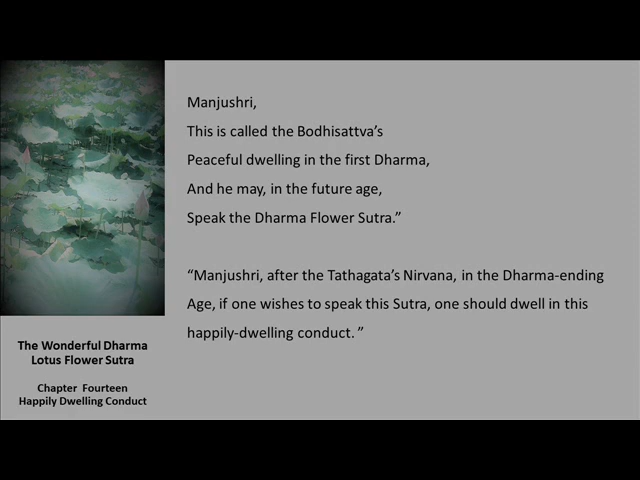 Manjushri,
This is called the Bodhisattva’s
Peaceful dwelling in the first Dharma,
And he may, in the future age,
Speak the Dharma Flower Sutra.”
“Manjushri, after the Tathagata’s Nirvana, in the Dharma-ending
Age, if one wishes to speak this Sutra, one should dwell in this
happily-dwelling conduct. ”
The Wonderful Dharma
Lotus Flower Sutra
Chapter Fourteen
Happily Dwelling Conduct